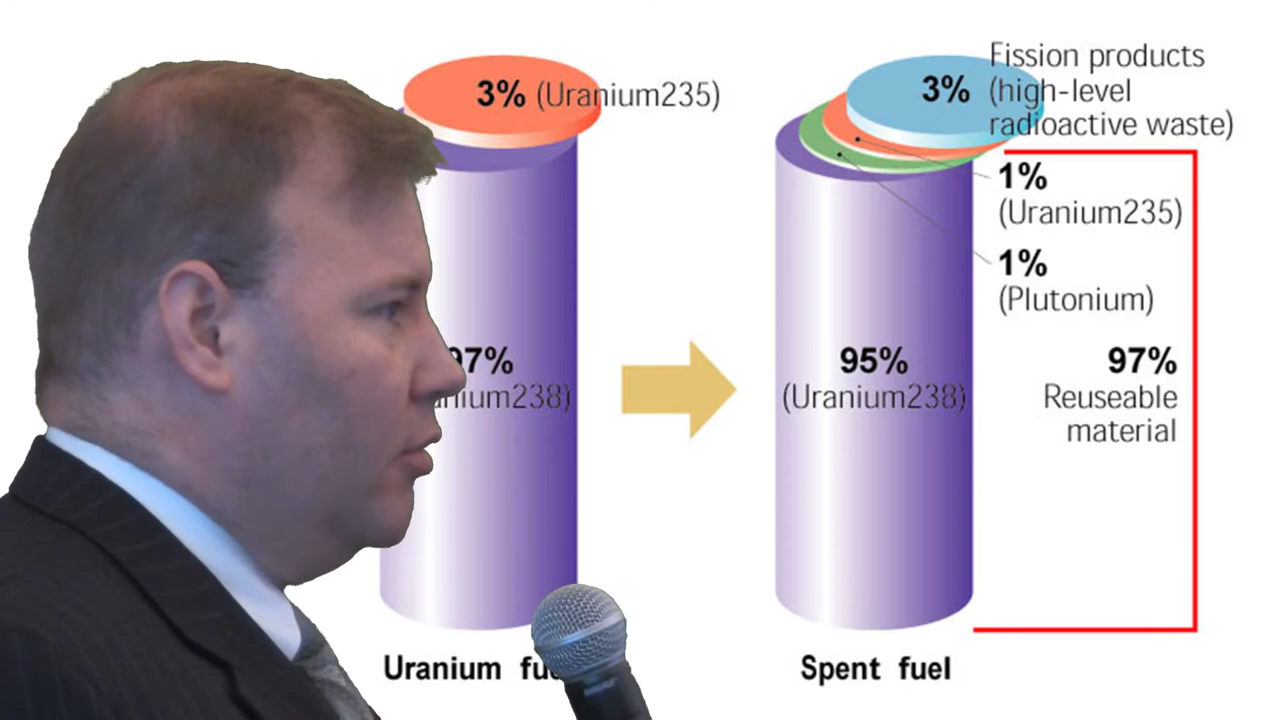 3% (Uranium235)
97%
Uranium fu
3%
Fission products
(high-level
radioactive waste)
1%
(Uranium235)
1%
(Plutonium)
95%
(Uranium238)
97%
Reuseable
material
Spent fuel